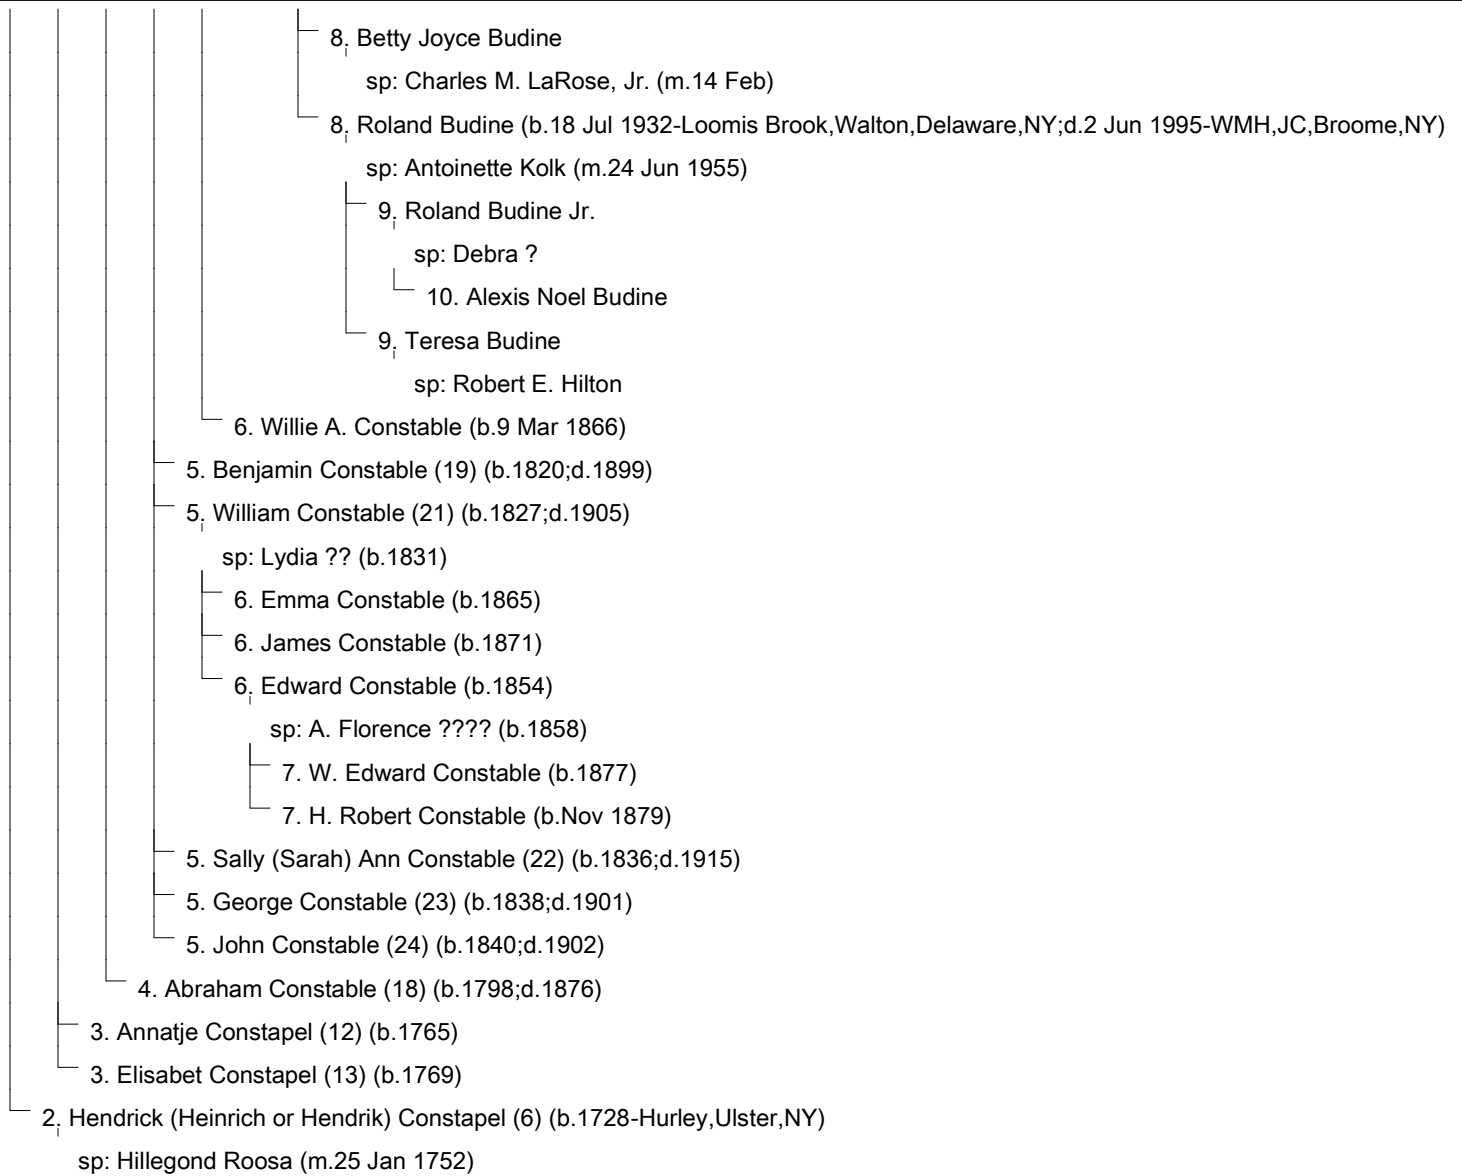 8. Betty Joyce Budine
sp: Charles M. LaRose, Jr. (m.14 Feb)
8. Roland Budine (b.18 Jul 1932-Loomis Brook,Walton,Delaware,NY;d.2 Jun 1995-WMH,JC,Broome,NY)
sp: Antoinette Kolk (m.24 Jun 1955)
9. Roland Budine Jr.
sp: Debra ?
10. Alexis Noel Budine
9. Teresa Budine
sp: Robert E. Hilton
6. Willie A. Constable (b.9 Mar 1866)
5. Benjamin Constable (19) (b.1820;d.1899)
5. William Constable (21) (b.1827;d.1905)
sp: Lydia ?? (b.1831)
6. Emma Constable (b.1865)
6. James Constable (b.1871)
6. Edward Constable (b.1854)
sp: A. Florence ???? (b.1858)
7. W. Edward Constable (b.1877)
7. H. Robert Constable (b.Nov 1879)
5. Sally (Sarah) Ann Constable (22) (b.1836;d.1915)
5. George Constable (23) (b.1838;d.1901)
5. John Constable (24) (b.1840;d.1902)
4. Abraham Constable (18) (b.1798;d.1876)
3. Annatje Constapel (12) (b.1765)
3. Elisabet Constapel (13) (b.1769)
2. Hendrick (Heinrich or Hendrik) Constapel (6) (b.1728-Hurley,Ulster,NY)
sp: Hillegond Roosa (m.25 Jan 1752)